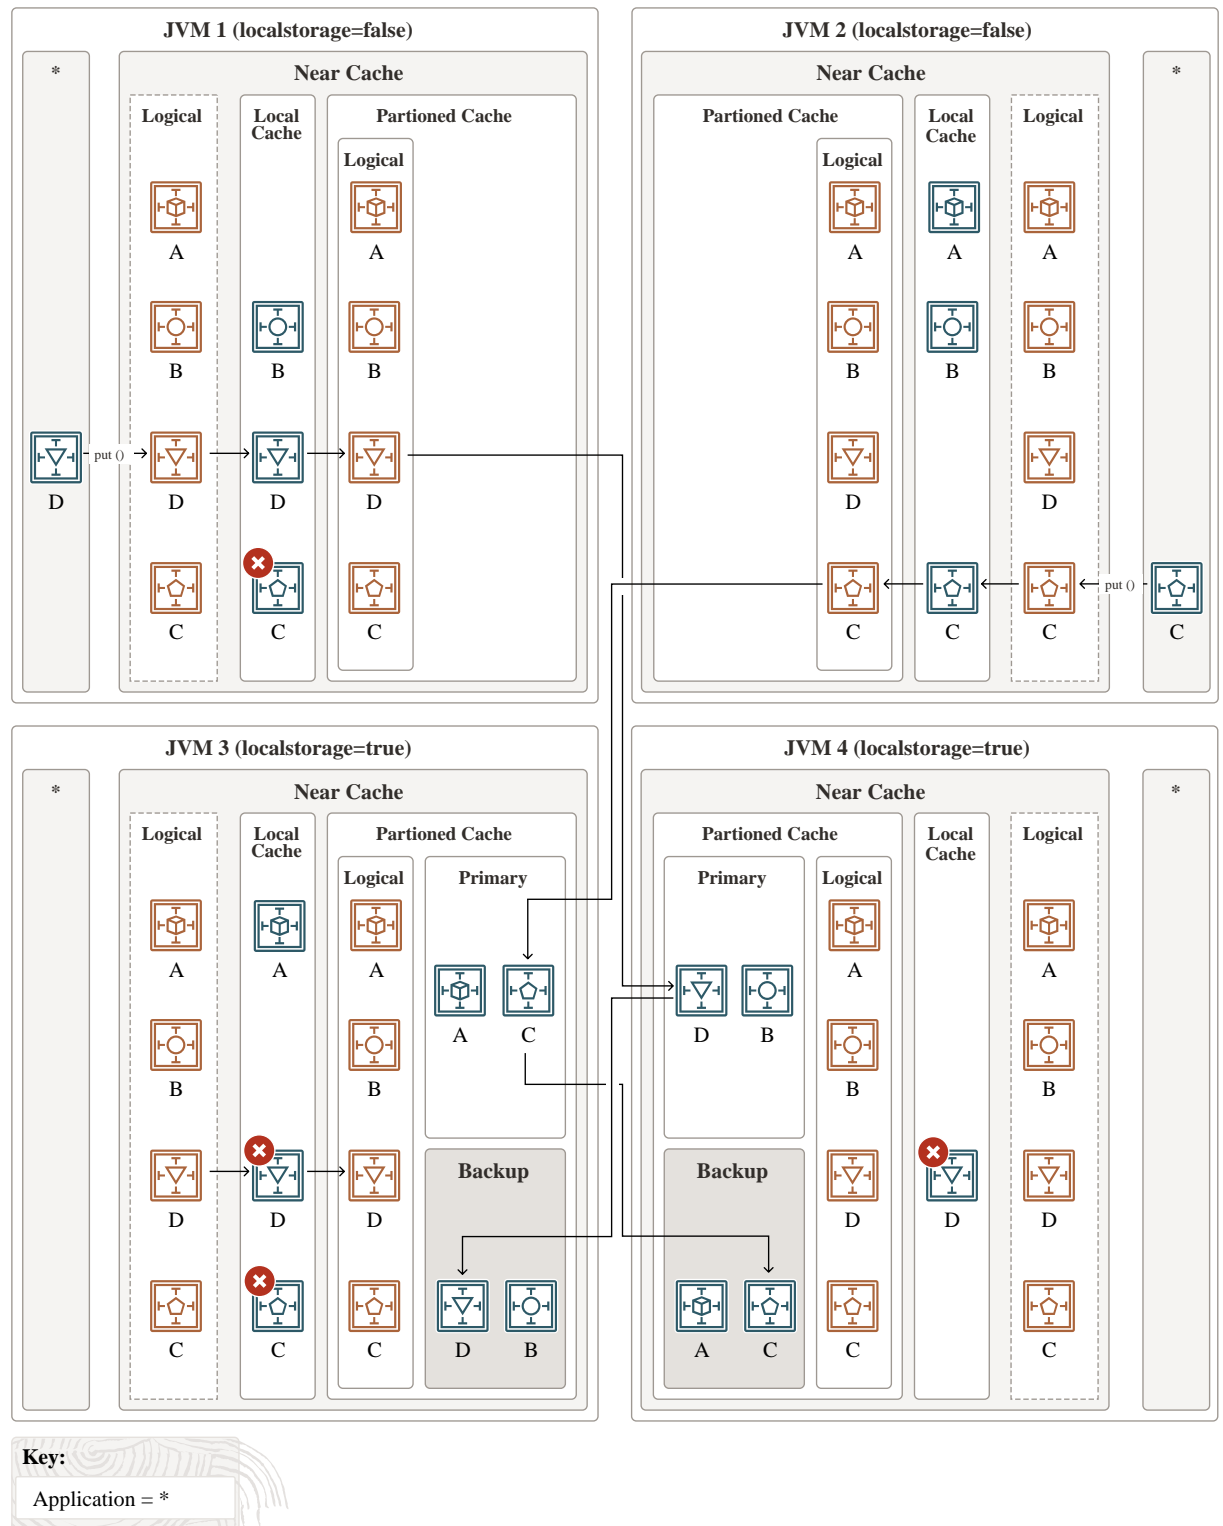 JVM 1 (localstorage=false)
*
Near Cache
Logical
Local
Cache
Partioned Cache
Logical
A
A
B
B
B
put ()
D
D
D
D
C
C
C
JVM 2 (localstorage=false)
Near Cache
*
Partioned Cache
Local
Cache
Logical
Logical
A
A
A
B
B
B
D
D
put ()
C
C
C
C
JVM 3 (localstorage=true)
*
Near Cache
Logical
Local
Cache
Partioned Cache
Logical
Primary
A
A
A
A
C
B
B
Backup
D
D
D
C
C
C
D
B
JVM 4 (localstorage=true)
Near Cache
*
Partioned Cache
Local
Cache
Logical
Primary
Logical
A
A
D
B
B
B
Backup
D
D
D
A
C
C
C
Key:
Application = *